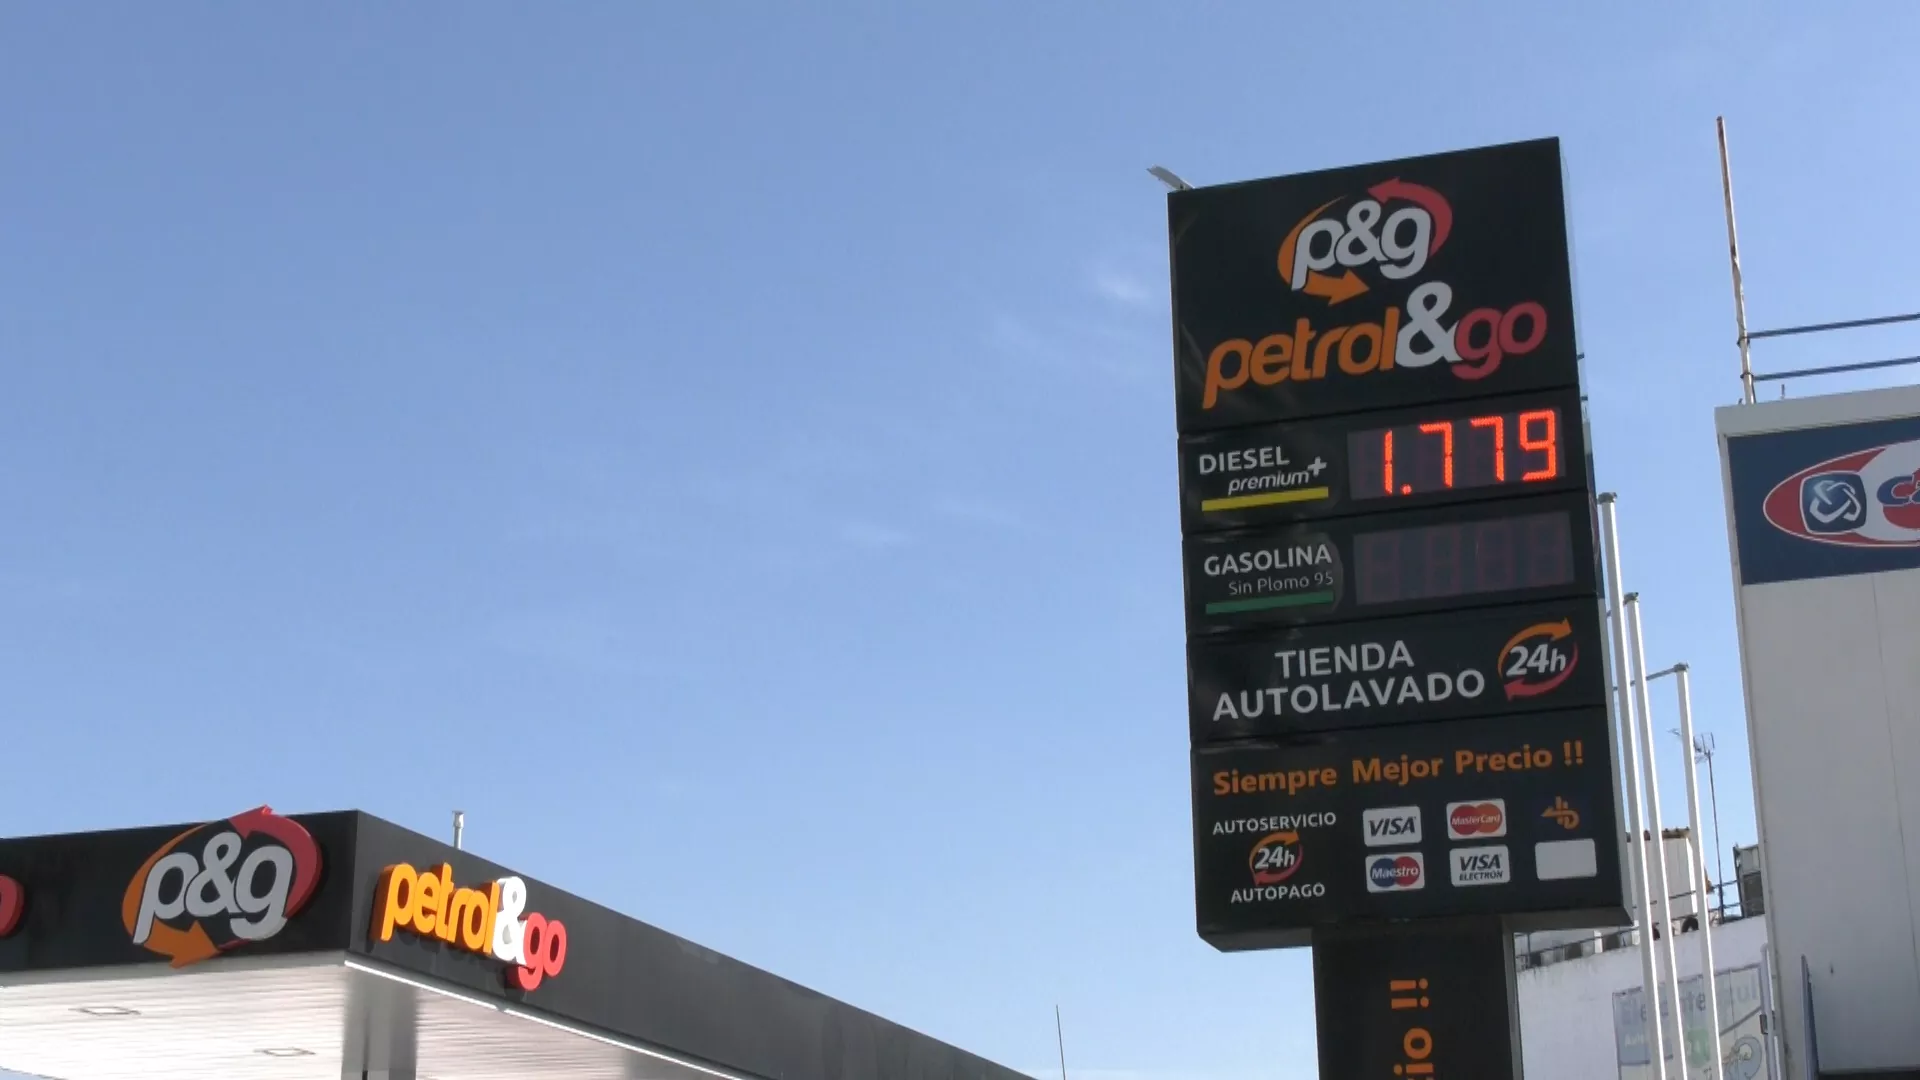 p&g
petrol&go
DIESEL
premium+
1.779
GASOLINA
Sin Plomo 95
TIENDA
AUTOLAVADO
24h
Siempre Mejor Precio !!
AUTOSERVICIO
24h
AUTOPAGO
VISA
MasterCard
Maestro
VISA
ELECTRON
p&g
petrol&go
!!